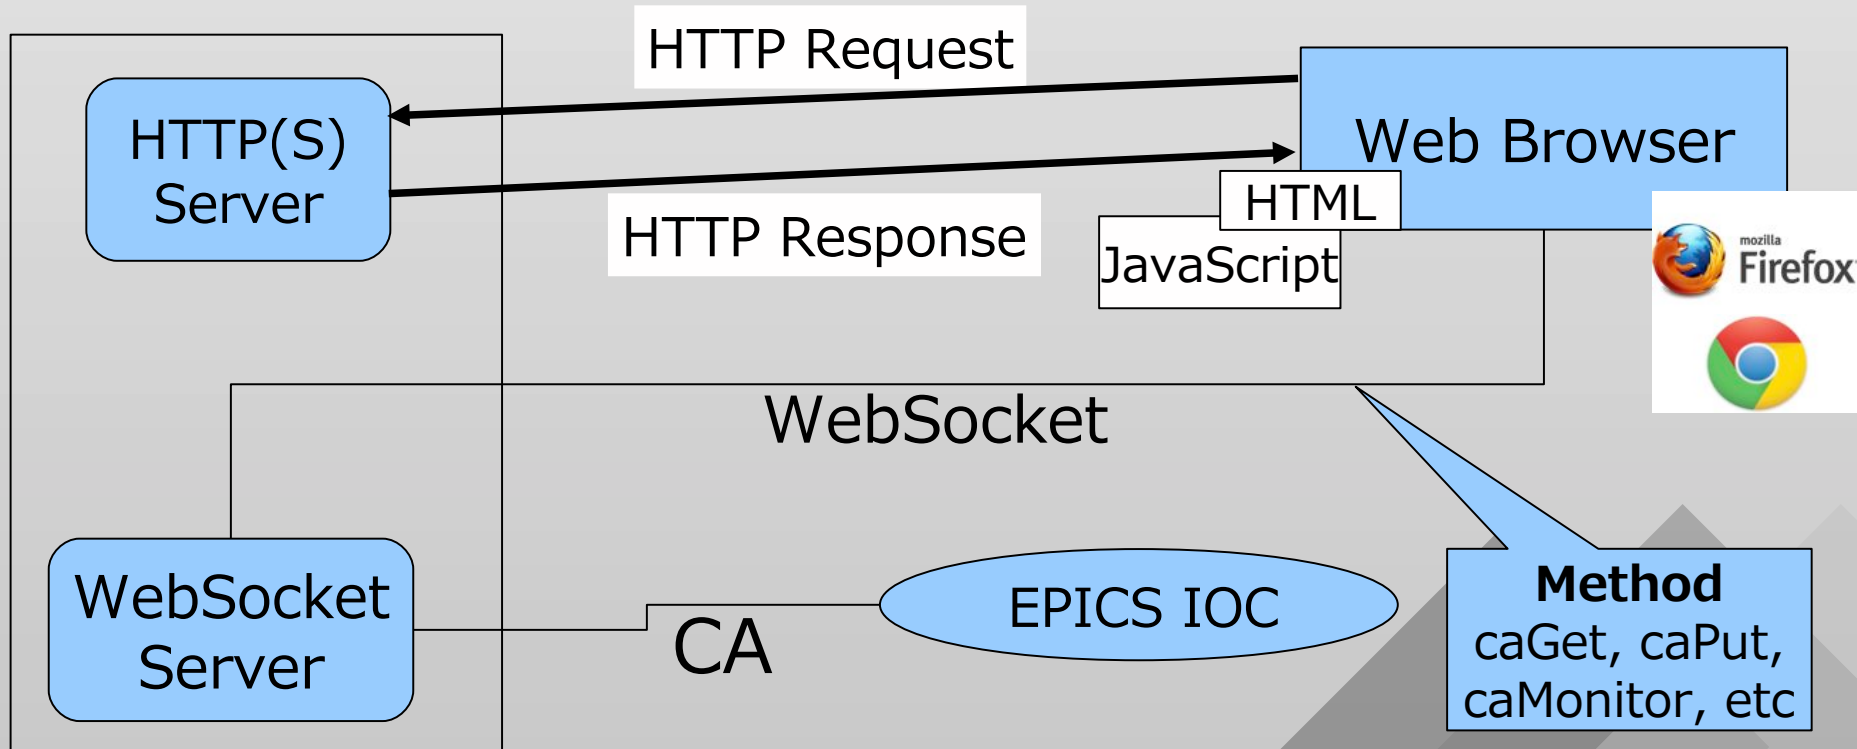 HTTP Request
HTTP(S)
Server
Web Browser
HTML
HTTP Response
JavaScript
mozilla
Firefox
WebSocket
WebSocket
Server
CA
EPICS IOC
Method
caGet, caPut,
caMonitor, etc